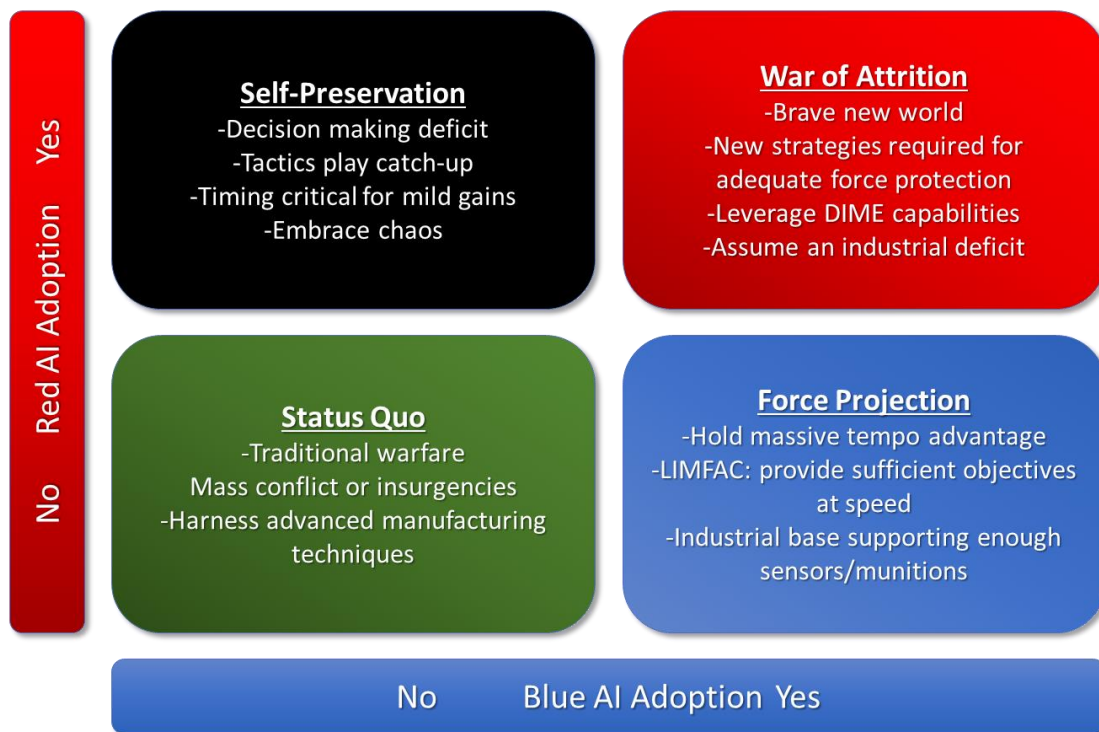 Self-Preservation
-Decision making deficit
-Tactics play catch-up
-Timing critical for mild gains
-Embrace chaos
War of Attrition
-Brave new world
-New strategies required for
adequate force protection
-Leverage DIME capabilities
-Assume an industrial deficit
No Red AI Adoption Yes
Status Quo
-Traditional warfare
Mass conflict or insurgencies
-Harness advanced manufacturing
techniques
Force Projection
-Hold massive tempo advantage
-LIMFAC: provide sufficient objectives
at speed
-Industrial base supporting enough
sensors/munitions
No Blue AI Adoption Yes